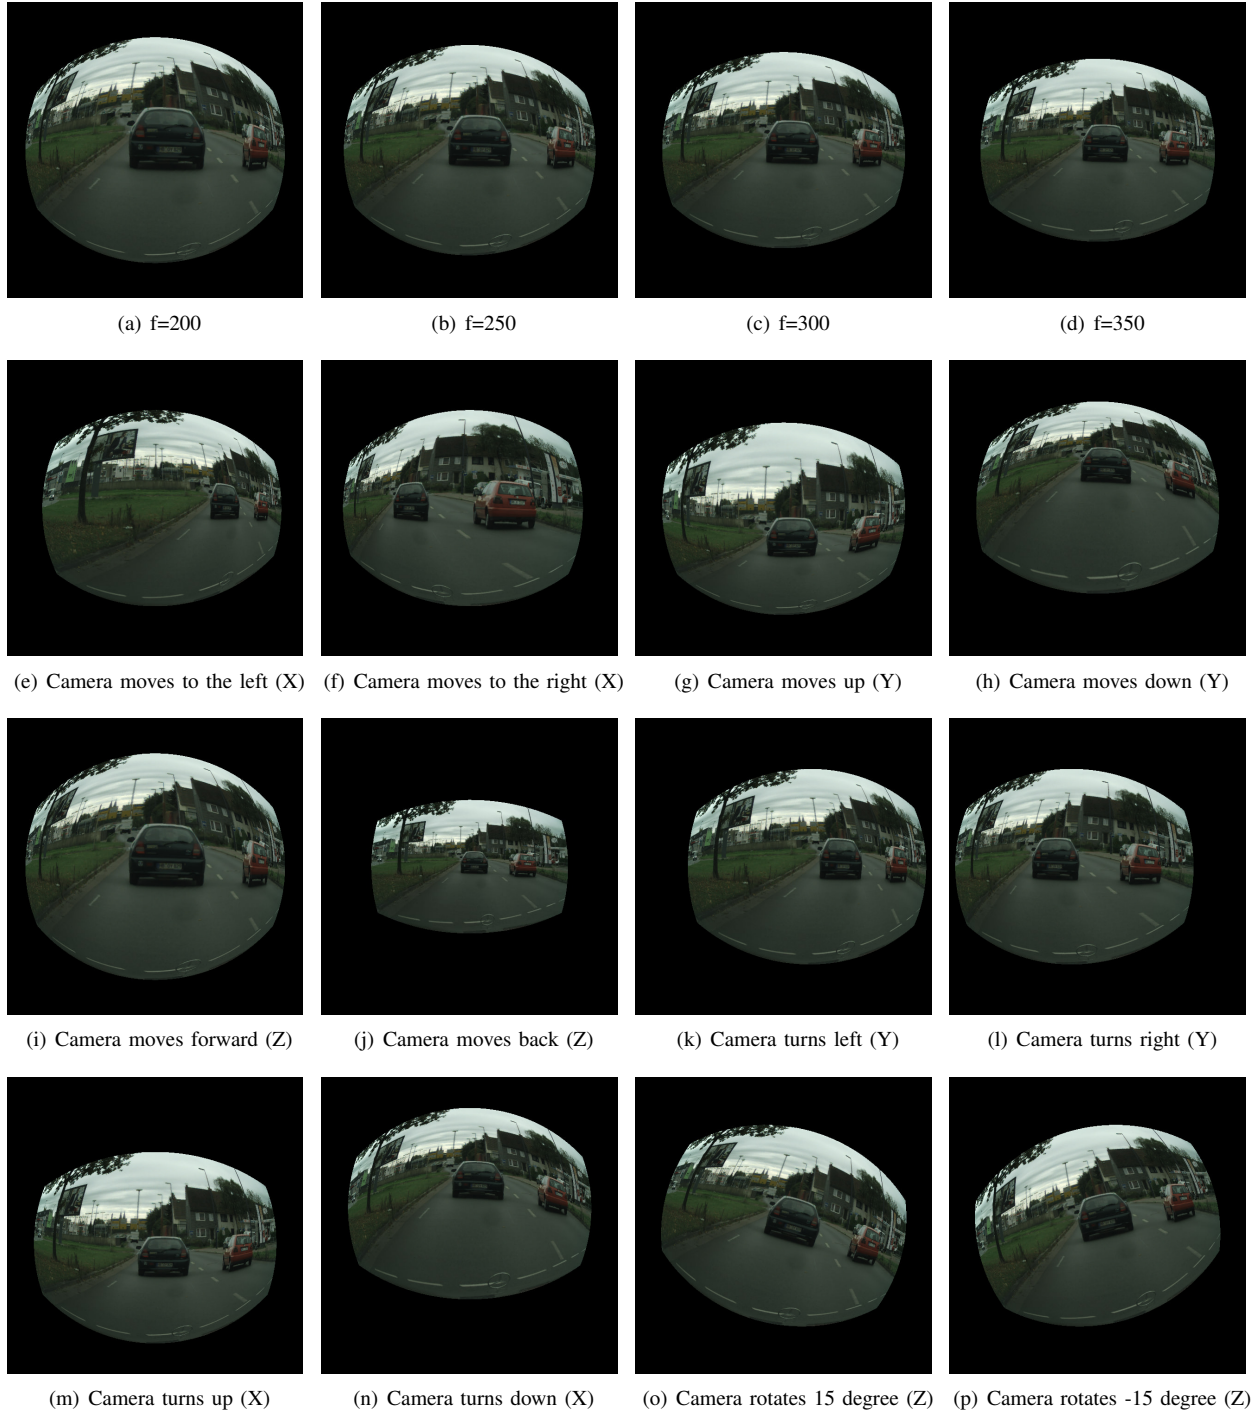 (a) f=200
(b) f=250
(c) f=300
(d) f=350
(e) Camera moves to the left (X)
(f) Camera moves to the right (X)
(g) Camera moves up (Y)
(h) Camera moves down (Y)
(i) Camera moves forward (Z)
(j) Camera moves back (Z)
(k) Camera turns left (Y)
(l) Camera turns right (Y)
(m) Camera turns up (X)
(n) Camera turns down (X)
(o) Camera rotates 15 degree (Z)
(p) Camera rotates -15 degree (Z)